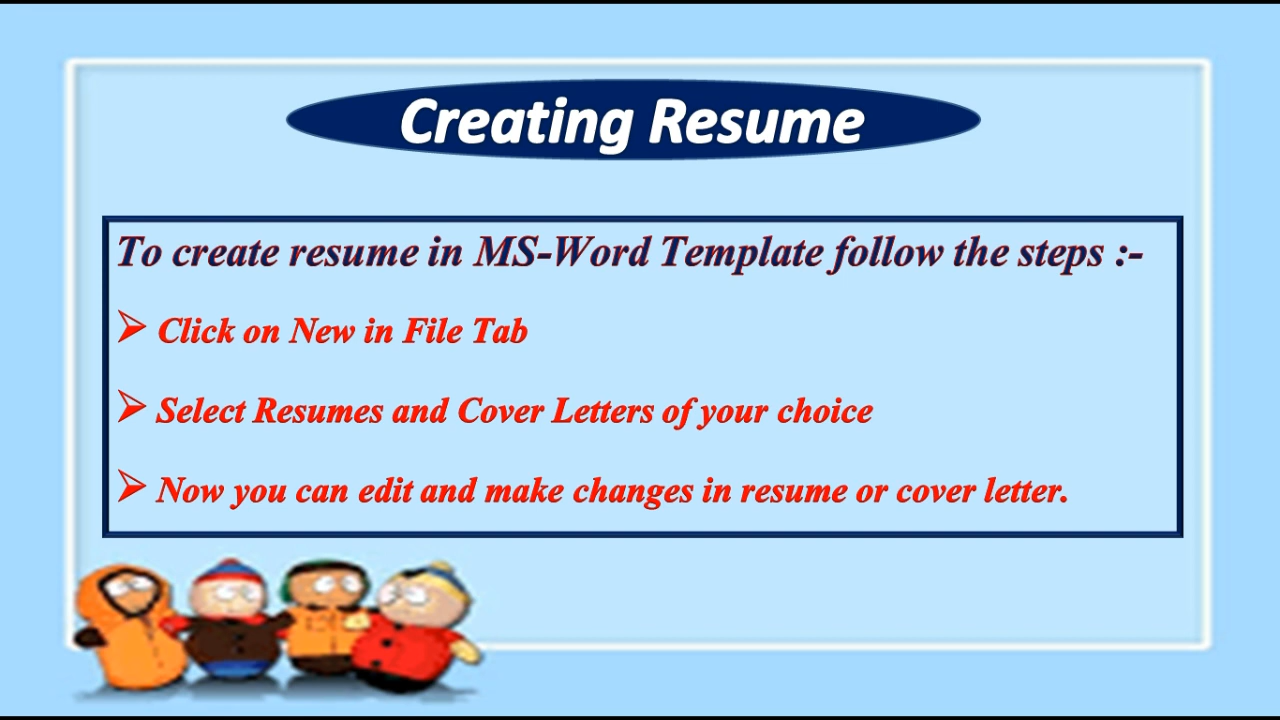 Creating Resume
To create resume in MS-Word Template follow the steps :-
➢ Click on New in File Tab
➢ Select Resumes and Cover Letters of your choice
➢ Now you can edit and make changes in resume or cover letter.